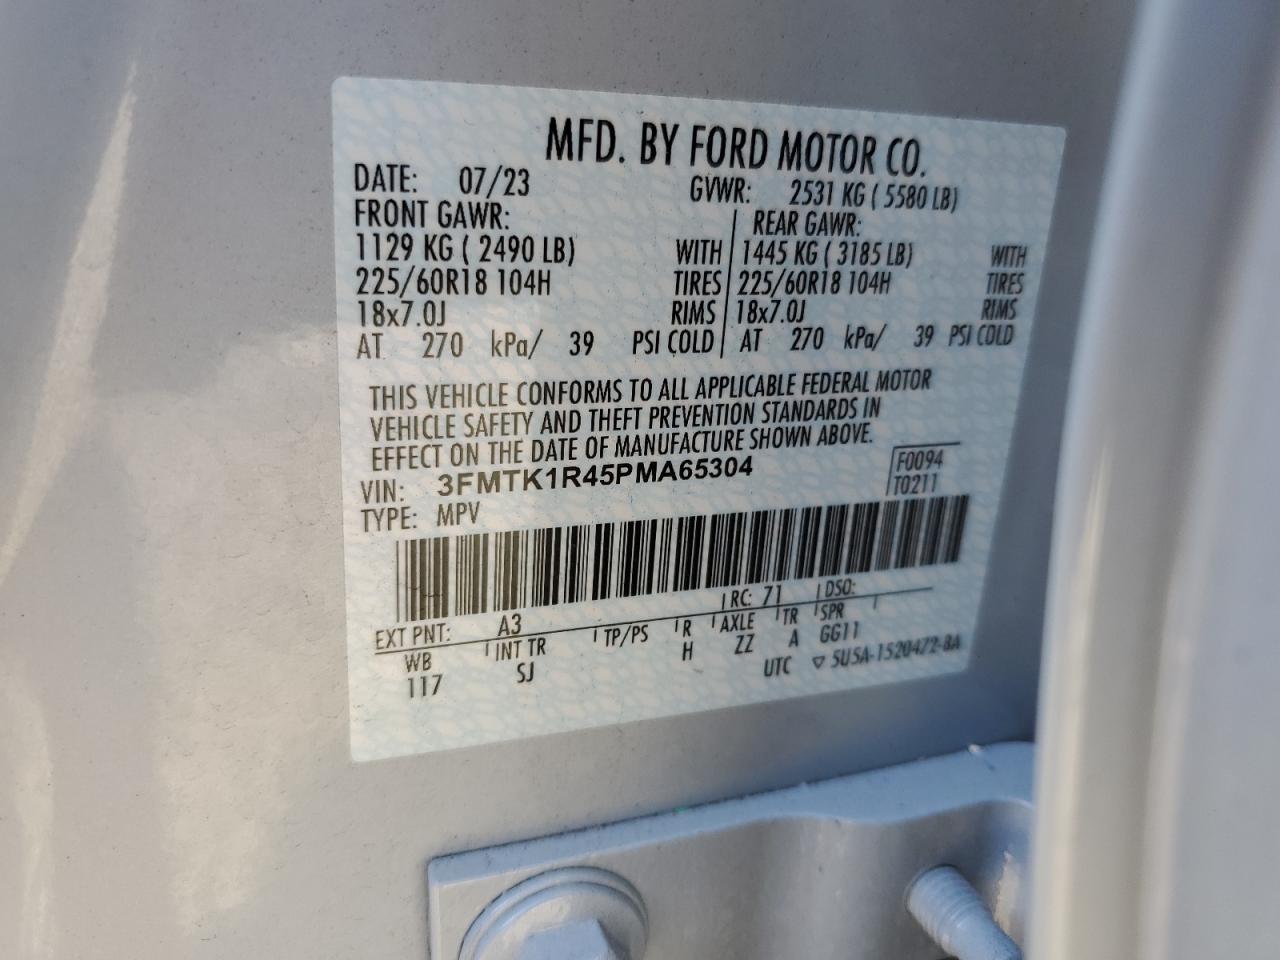 MFD. BY FORD MOTOR CO.
DATE: 07/23 GVWR: 2531 KG ( 5580 LB)
FRONT GAWR: REAR GAWR:
1129 KG ( 2490 LB) WITH 1445 KG ( 3185 LB) WITH
225/60R18 104H TIRES 225/60R18 104H TIRES
18x7.0J RIMS 18x7.0J RIMS
AT 270 kPa/ 39 PSI COLD AT 270 kPa/ 39 PSI COLD
THIS VEHICLE CONFORMS TO ALL APPLICABLE FEDERAL MOTOR
VEHICLE SAFETY AND THEFT PREVENTION STANDARDS IN
EFFECT ON THE DATE OF MANUFACTURE SHOWN ABOVE.
VIN: 3FMTK1R45PMA65304 F0094
TYPE: MPV T0211
EXT PNT: A3 RC: 71 DSO:
WB INT TR TP/PS R AXLE TR SPR
117 SJ H ZZ A GG11
UTC ▽ 5U5A-1520472-BA